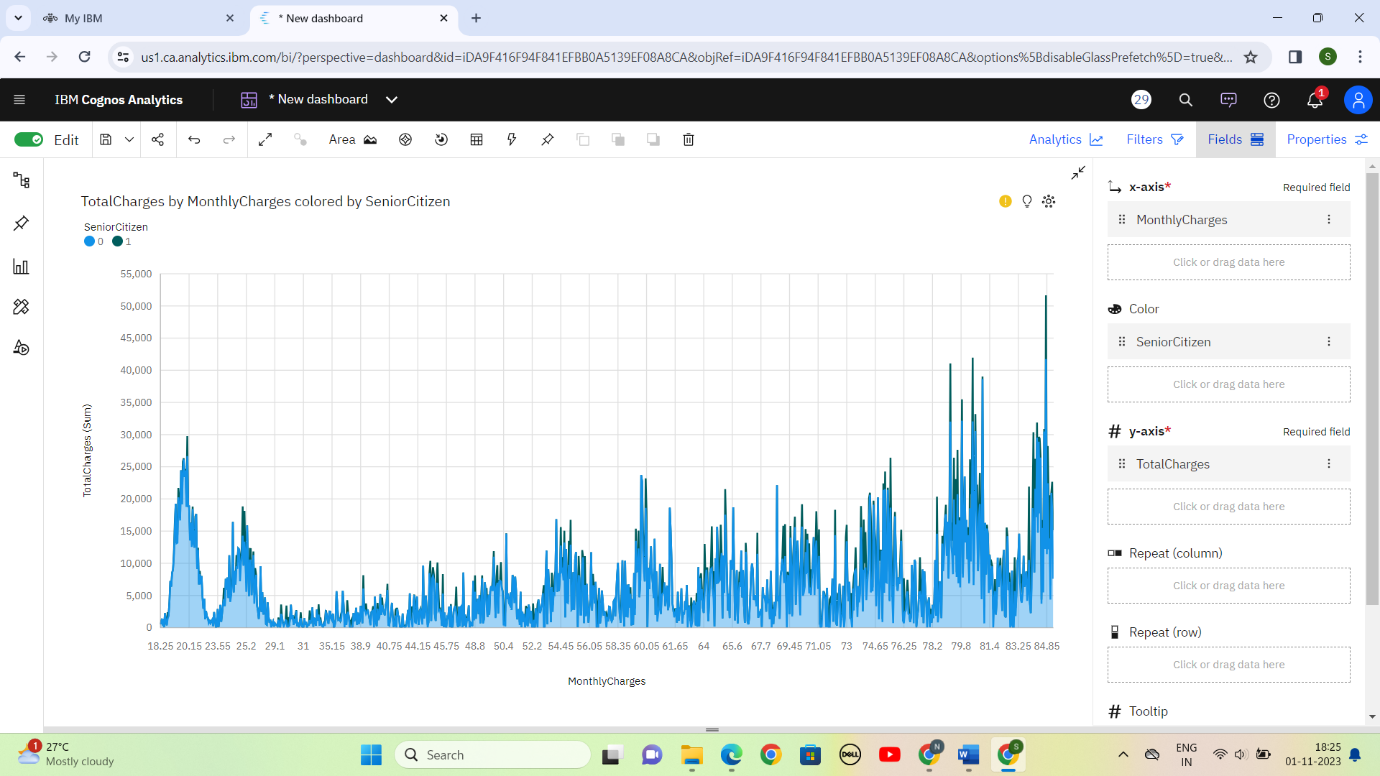 My IBM
* New dashboard
us1.ca.analytics.ibm.com/bi/?perspective=dashboard&id=iDA9F416F94F841EFBB0A5139EF08A8CA&objRef=iDA9F416F94F841EFBB0A5139EF08A8CA&options%5BdisableGlassPrefetch%5D=true&...
S
IBM Cognos Analytics
* New dashboard
29
1
Edit
Area
Analytics
Filters
Fields
Properties
TotalCharges by MonthlyCharges colored by SeniorCitizen
SeniorCitizen
0 1
55,000
50,000
45,000
40,000
35,000
30,000
25,000
20,000
15,000
10,000
5,000
0
TotalCharges (Sum)
18.25 20.15 23.55 25.2 29.1 31 35.15 38.9 40.75 44.15 45.75 48.8 50.4 52.2 54.45 56.05 58.35 60.05 61.65 64 65.6 67.7 69.45 71.05 73 74.65 76.25 78.2 79.8 81.4 83.25 84.85
MonthlyCharges
x-axis* Required field
MonthlyCharges
Click or drag data here
Color
SeniorCitizen
Click or drag data here
y-axis* Required field
TotalCharges
Click or drag data here
Repeat (column)
Click or drag data here
Repeat (row)
Click or drag data here
Tooltip
1
27°C
Mostly cloudy
Search
DELL
N
W
S
ENG
IN
18:25
01-11-2023